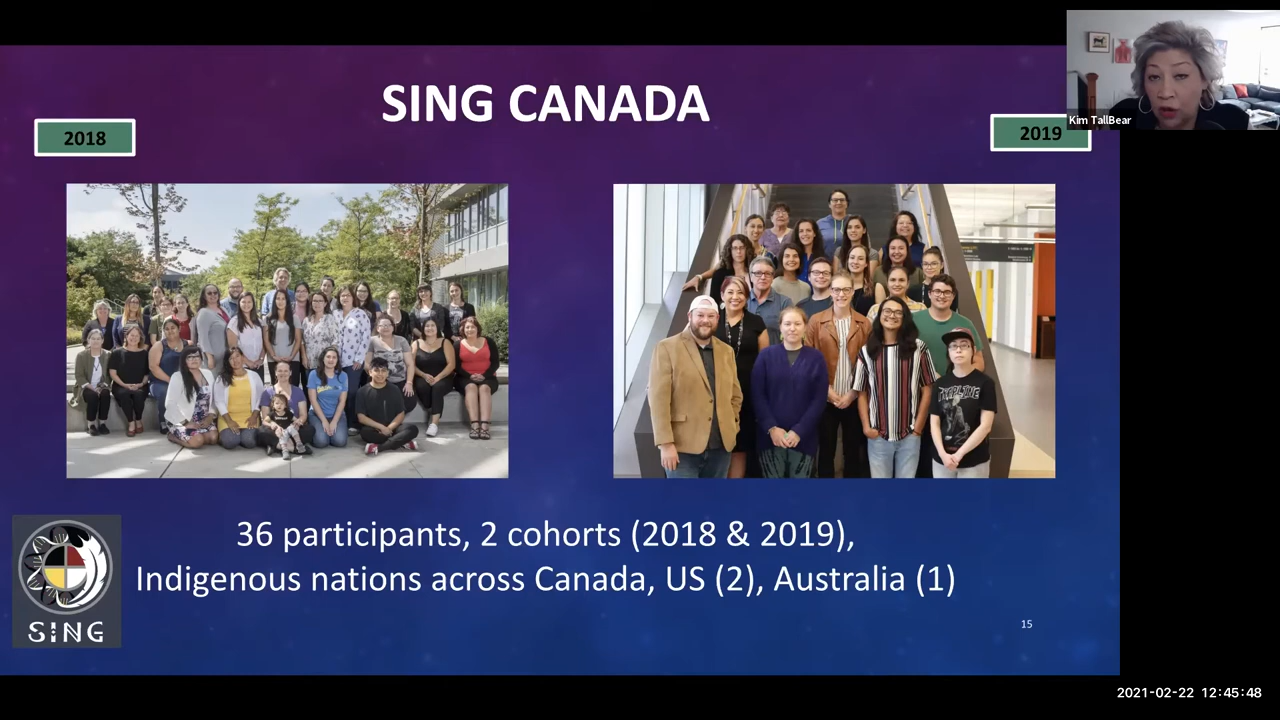 SING CANADA
2018
2019
Kim TallBear
36 participants, 2 cohorts (2018 & 2019),
Indigenous nations across Canada, US (2), Australia (1)
SING
15
2021-02-22 12:45:48